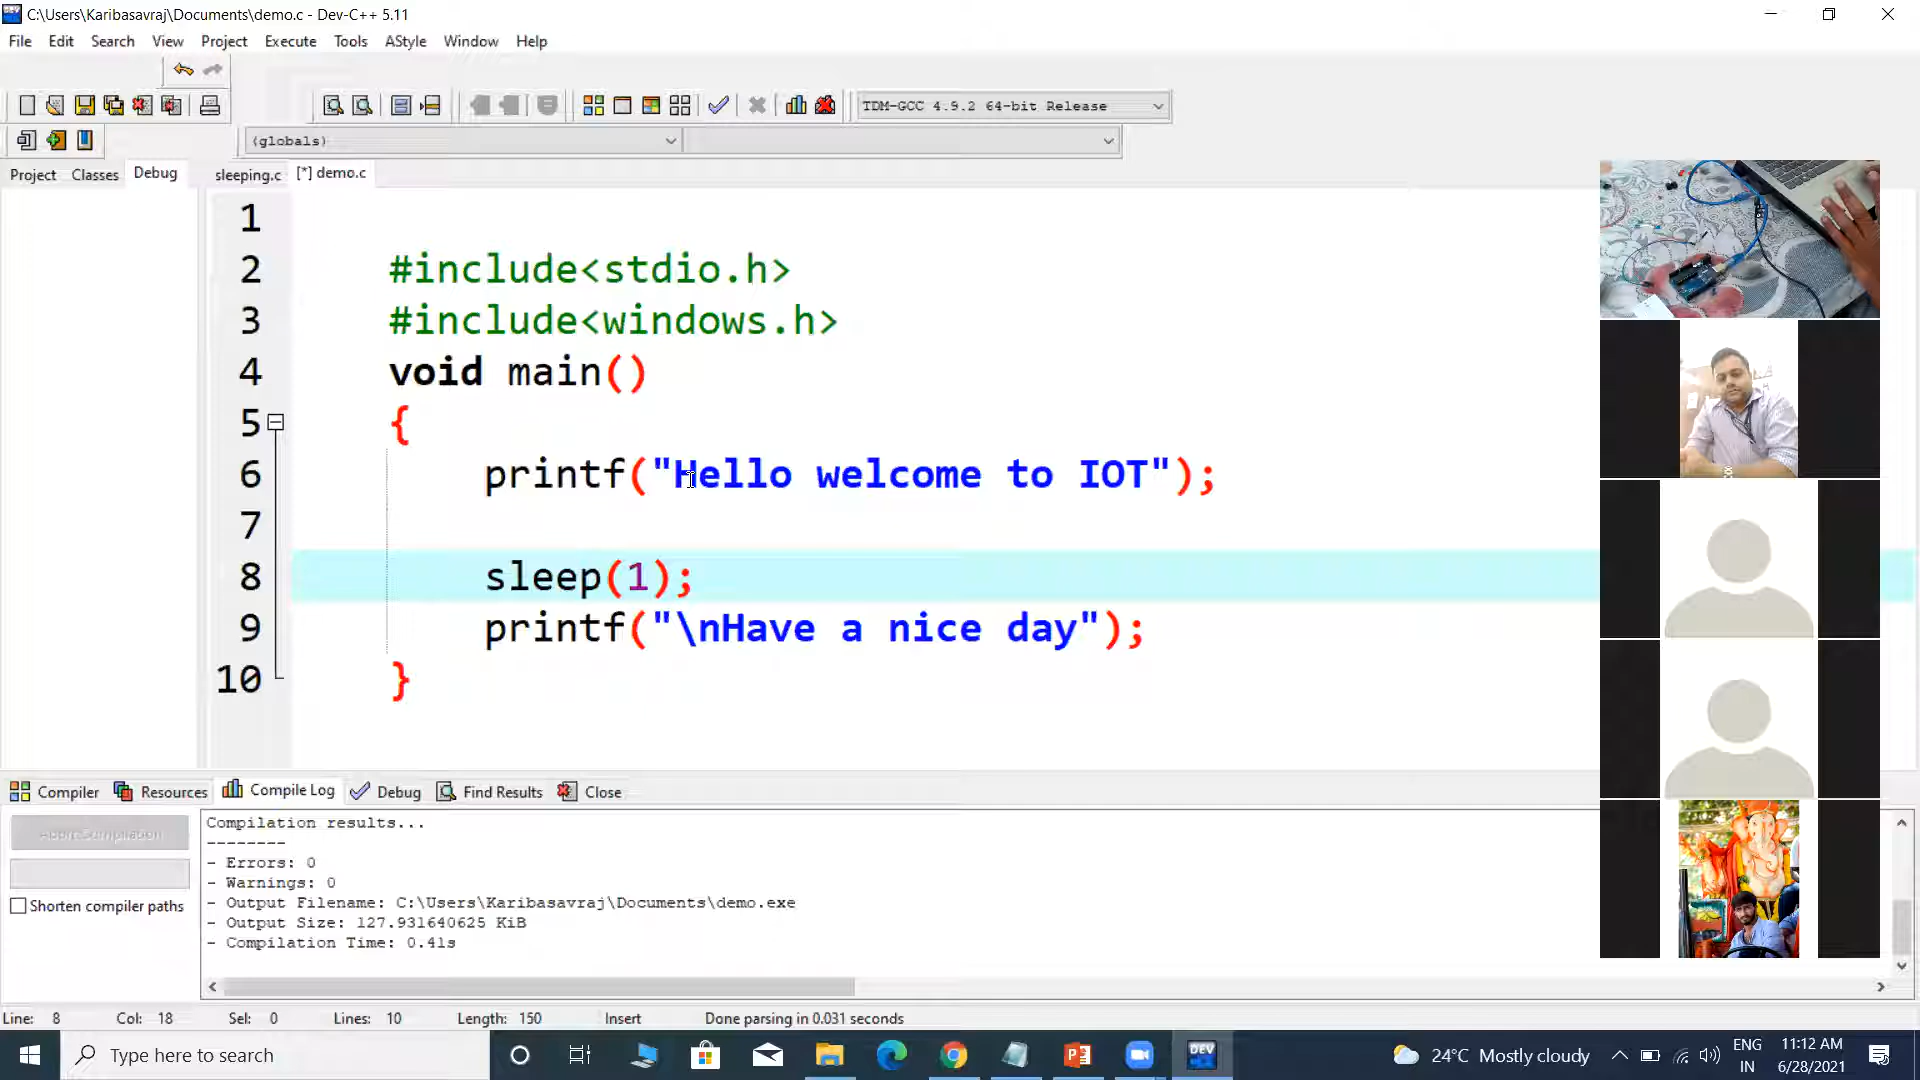 C:\Users\Karibasavraj\Documents\demo.c - Dev-C++ 5.11
File Edit Search View Project Execute Tools AStyle Window Help
TDM-GCC 4.9.2 64-bit Release
(globals)
Project Classes Debug sleeping.c [*] demo.c
1
2 #include<stdio.h>
3 #include<windows.h>
4 void main()
5 {
6 printf("Hello welcome to IOT");
7
8 sleep(1);
9 printf("\nHave a nice day");
10 }
Compiler Resources Compile Log Debug Find Results Close
Abort Compilation
Shorten compiler paths
Compilation results...
--------
- Errors: 0
- Warnings: 0
- Output Filename: C:\Users\Karibasavraj\Documents\demo.exe
- Output Size: 127.931640625 KiB
- Compilation Time: 0.41s
Line: 8 Col: 18 Sel: 0 Lines: 10 Length: 150 Insert Done parsing in 0.031 seconds
Type here to search
DEV
24°C Mostly cloudy
ENG
IN
11:12 AM
6/28/2021